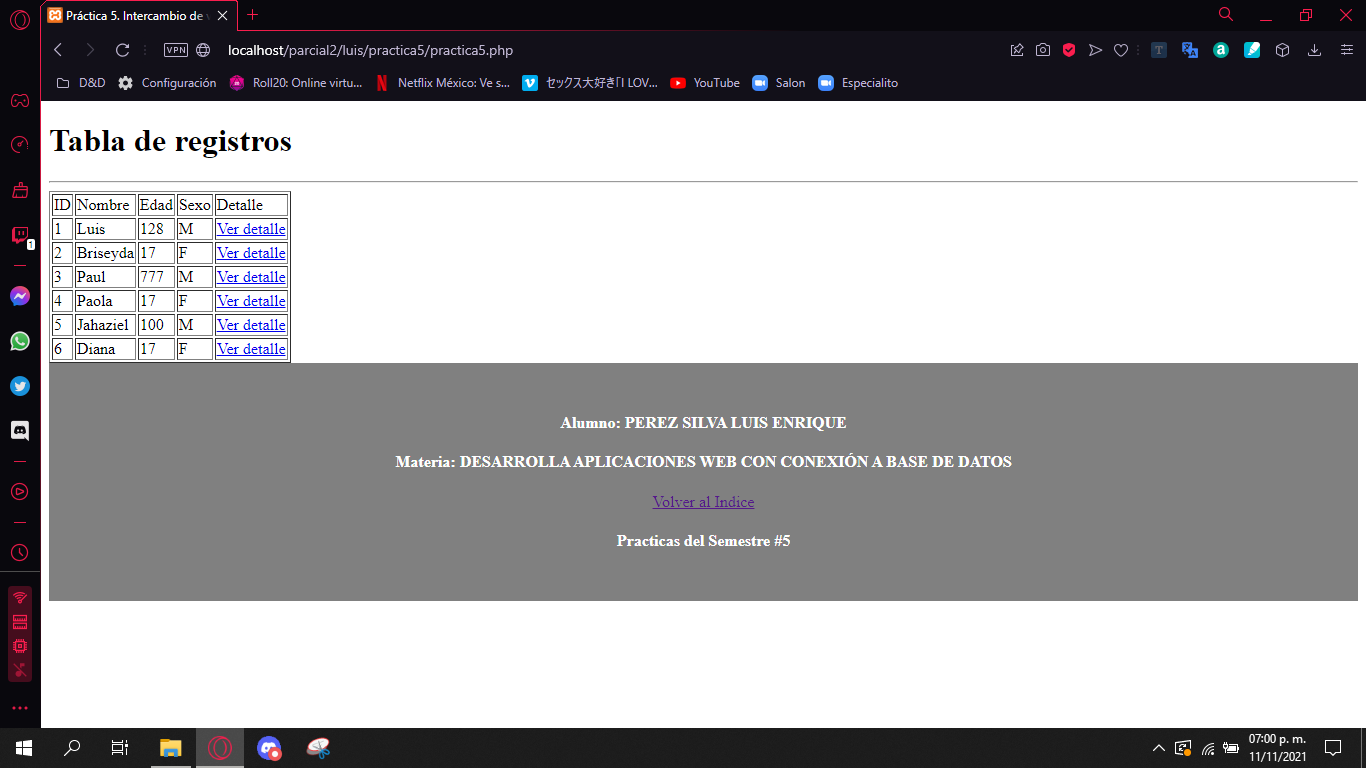 Práctica 5. Intercambio de v
VPN localhost/parcial2/luis/practica5/practica5.php
D&D Configuración Roll20: Online virtu... Netflix México: Ve s... セックス大好き「I LOV... YouTube Salon Especialito
Tabla de registros
ID Nombre Edad Sexo Detalle
1 Luis 128 M Ver detalle
2 Briseyda 17 F Ver detalle
3 Paul 777 M Ver detalle
4 Paola 17 F Ver detalle
5 Jahaziel 100 M Ver detalle
6 Diana 17 F Ver detalle
1
Alumno: PEREZ SILVA LUIS ENRIQUE
Materia: DESARROLLA APLICACIONES WEB CON CONEXIÓN A BASE DE DATOS
Volver al Indice
Practicas del Semestre #5
07:00 p. m.
11/11/2021